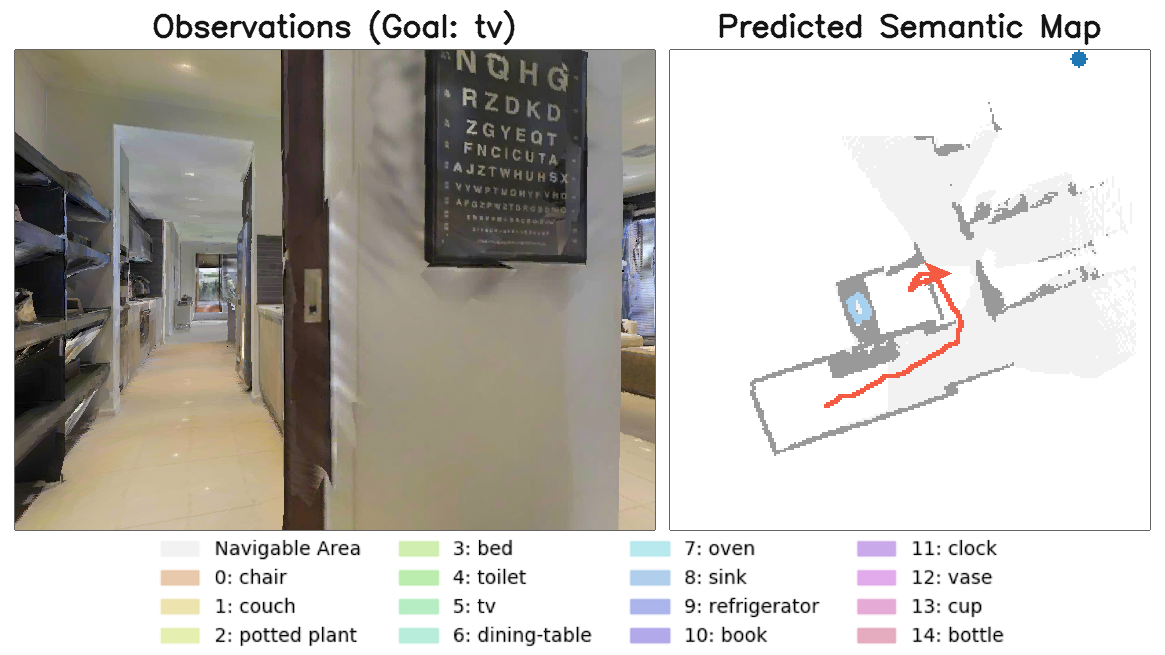 Observations (Goal: tv)
Predicted Semantic Map
NQHG
RZDKD
ZGYEQT
FNCICUTA
AJZTWHUHSX
Navigable Area
0: chair
1: couch
2: potted plant
3: bed
4: toilet
5: tv
6: dining-table
7: oven
8: sink
9: refrigerator
10: book
11: clock
12: vase
13: cup
14: bottle